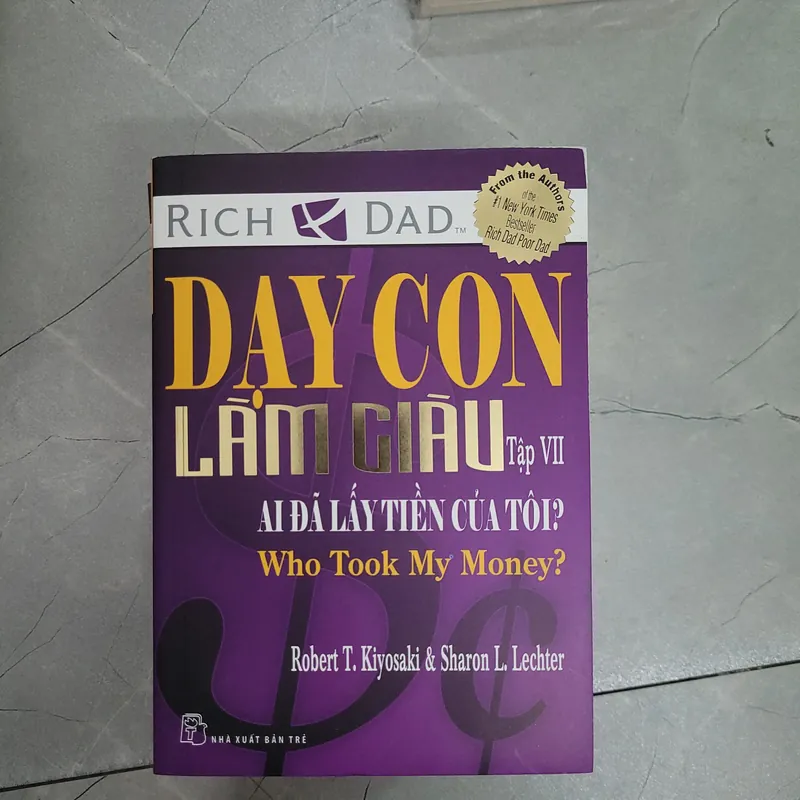 RICH DAD™
From the Authors
of the
#1 New York Times
Bestseller
Rich Dad Poor Dad
DẠY CON
LÀM GIÀU
Tập VII
AI ĐÃ LẤY TIỀN CỦA TÔI?
Who Took My Money?
Robert T. Kiyosaki & Sharon L. Lechter
NHÀ XUẤT BẢN TRẺ